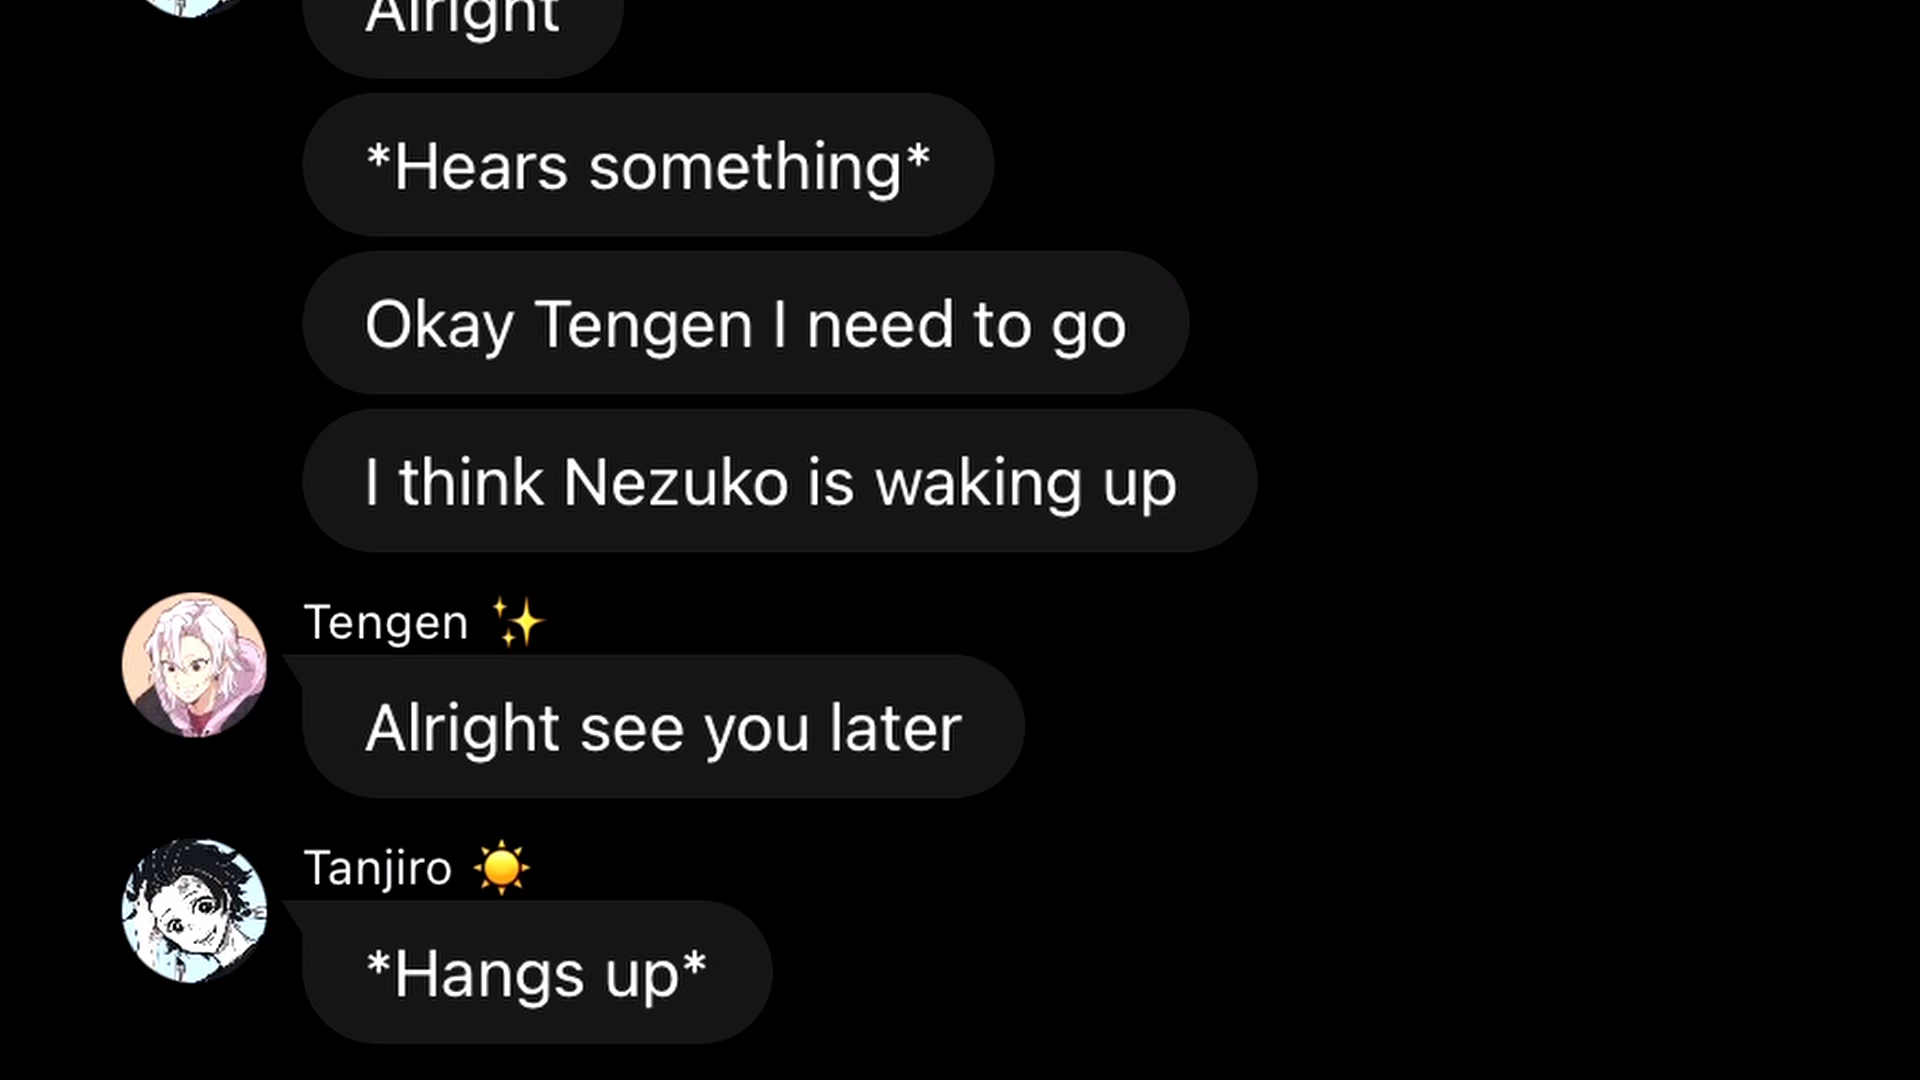 Alright
*Hears something*
Okay Tengen I need to go
I think Nezuko is waking up
Tengen ✨
Alright see you later
Tanjiro ☀️
*Hangs up*